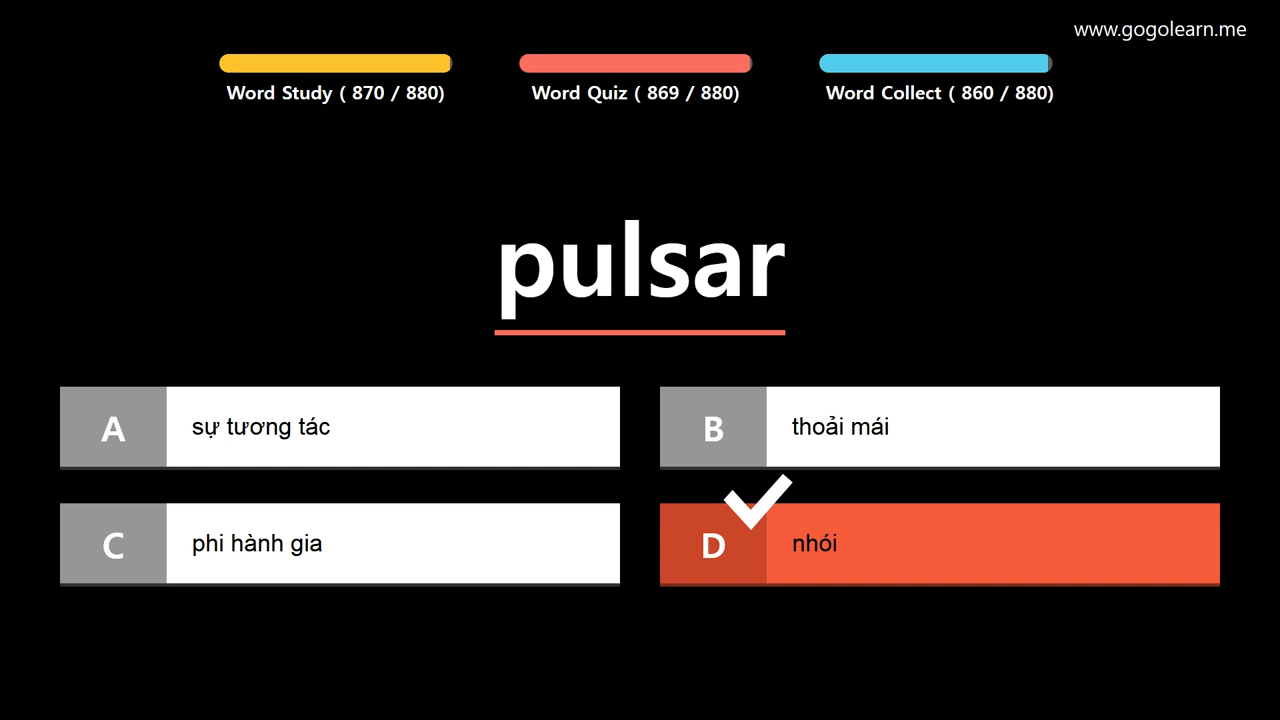 www.gogolearn.me
Word Study ( 870 / 880)
Word Quiz ( 869 / 880)
Word Collect ( 860 / 880)
pulsar
A sự tương tác
B thoải mái
C phi hành gia
D nhói